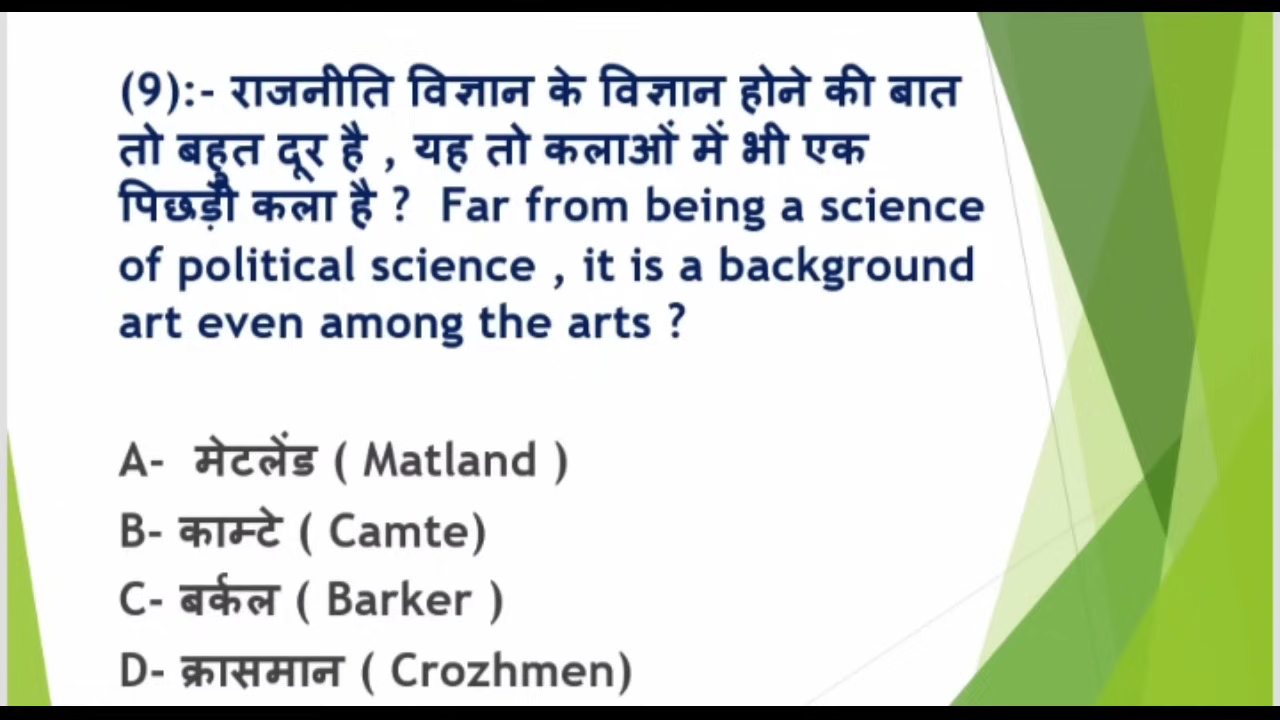 (9):- राजनीति विज्ञान के विज्ञान होने की बात
तो बहुत दूर है , यह तो कलाओं में भी एक
पिछड़ी कला है ? Far from being a science
of political science , it is a background
art even among the arts ?
A- मेटलेंड ( Matland )
B- काम्टे ( Camte)
C- बर्कल ( Barker )
D- क्रासमान ( Crozhmen)